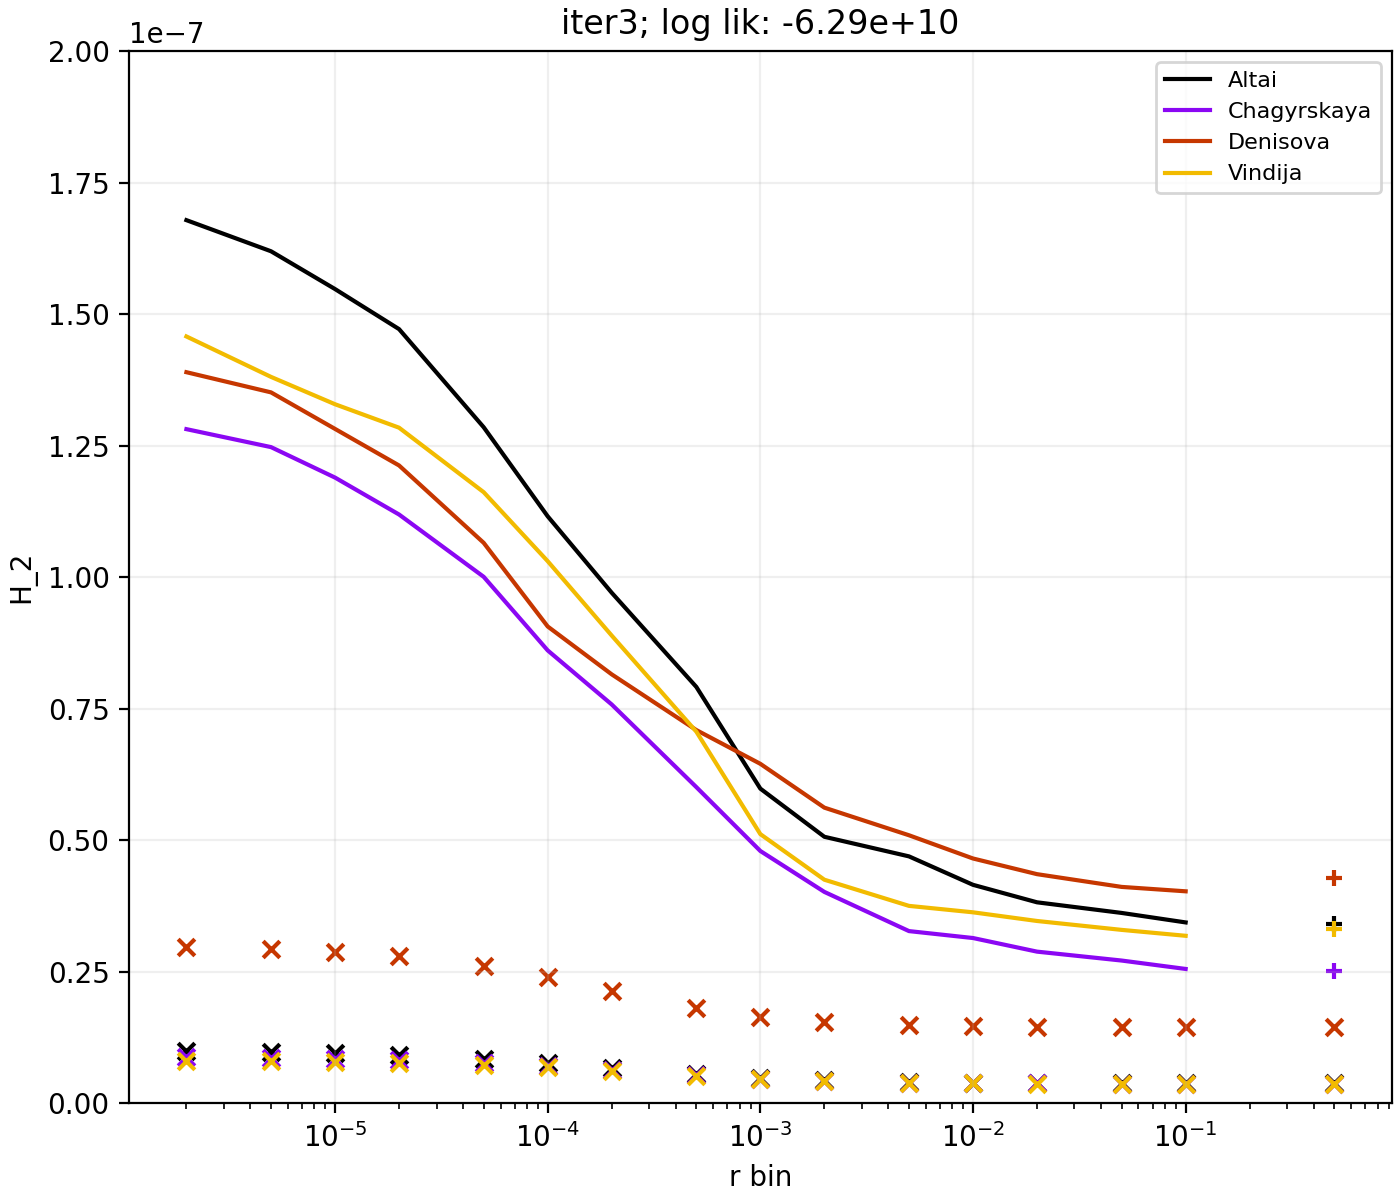 iter3; log lik: -6.29e+10
1e−7
2.00
1.75
1.50
1.25
1.00
0.75
0.50
0.25
0.00
H_2
Altai
Chagyrskaya
Denisova
Vindija
10⁻⁵ 10⁻⁴ 10⁻³ 10⁻² 10⁻¹
r bin